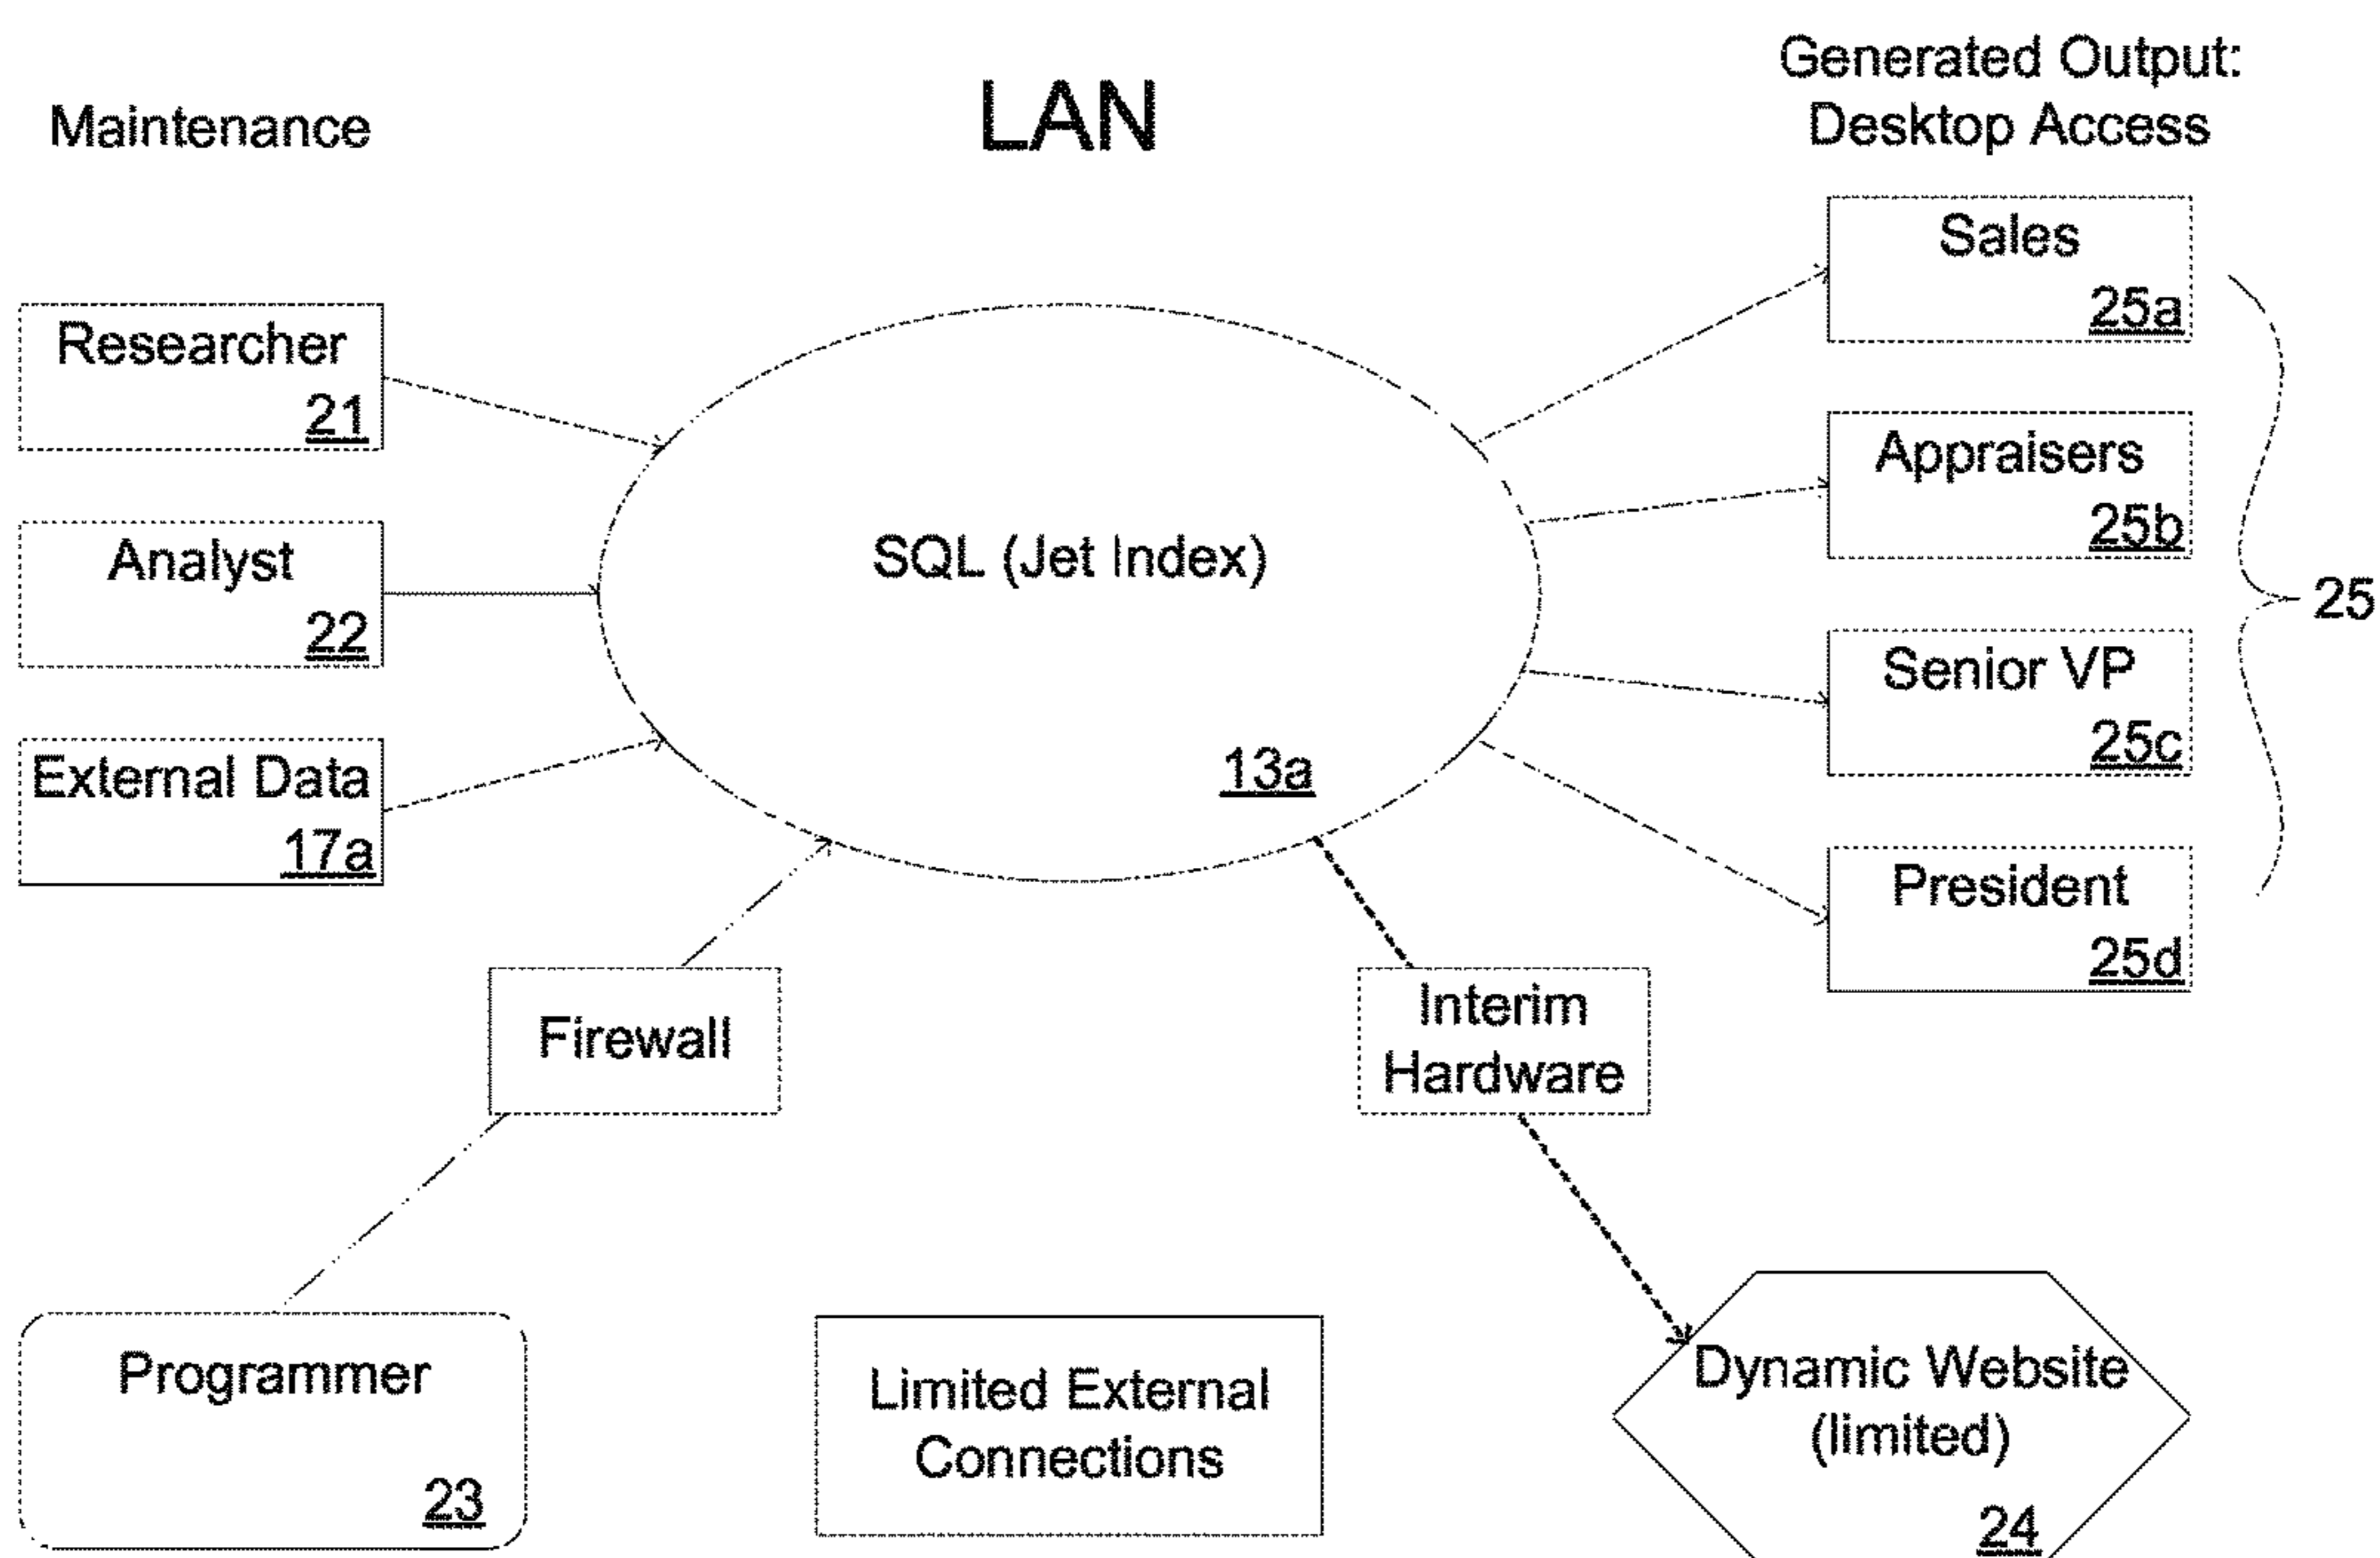 Maintenance
LAN
Generated Output:
Desktop Access
Researcher
21
Analyst
22
External Data
17a
SQL (Jet Index)
13a
Sales
25a
Appraisers
25b
Senior VP
25c
President
25d
25
Firewall
Interim
Hardware
Programmer
23
Limited External
Connections
Dynamic Website
(limited)
24